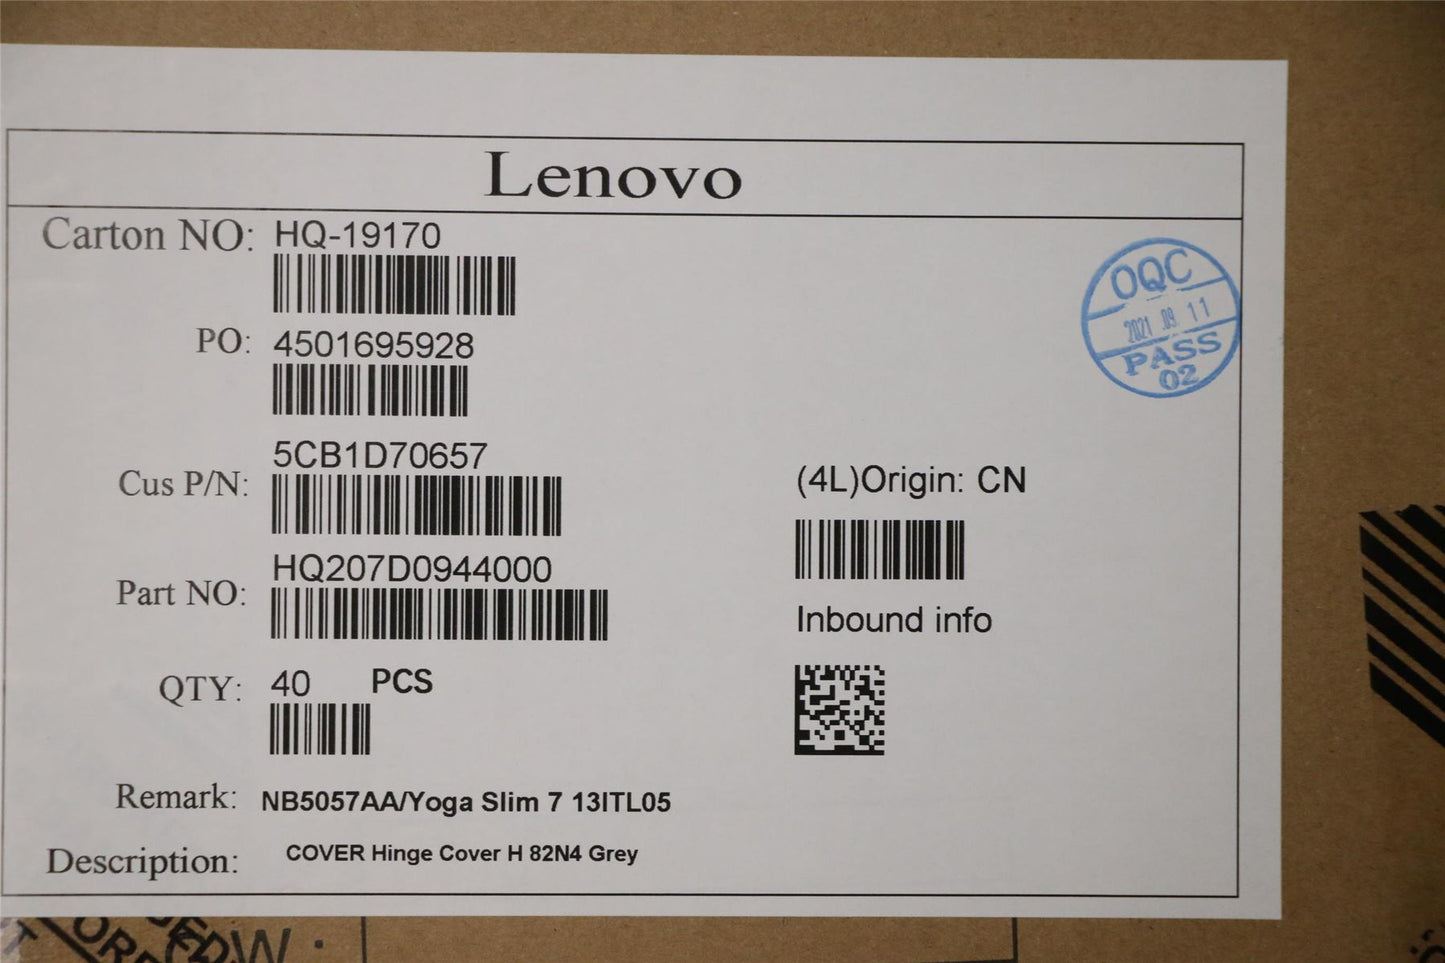 Lenovo
Carton NO: HQ-19170
PO: 4501695928
OQC
2021 .09 11
PASS
02
Cus P/N: 5CB1D70657
(4L)Origin: CN
Part NO: HQ207D0944000
Inbound info
QTY: 40 PCS
Remark: NB5057AA/Yoga Slim 7 13ITL05
Description: COVER Hinge Cover H 82N4 Grey